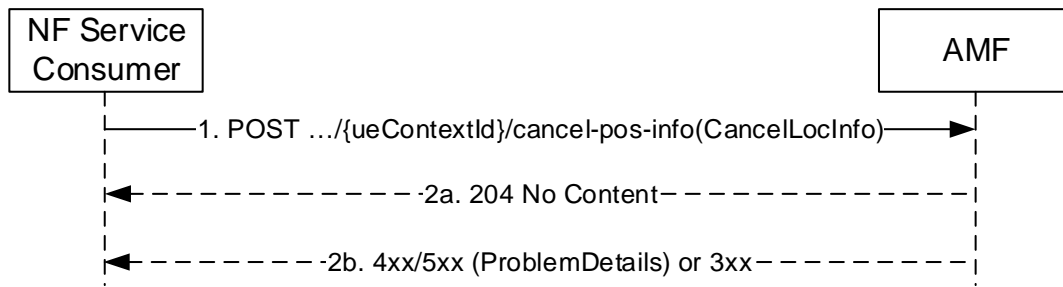 NF Service
Consumer
AMF
1. POST …/{ueContextId}/cancel-pos-info(CancelLocInfo)
2a. 204 No Content
2b. 4xx/5xx (ProblemDetails) or 3xx